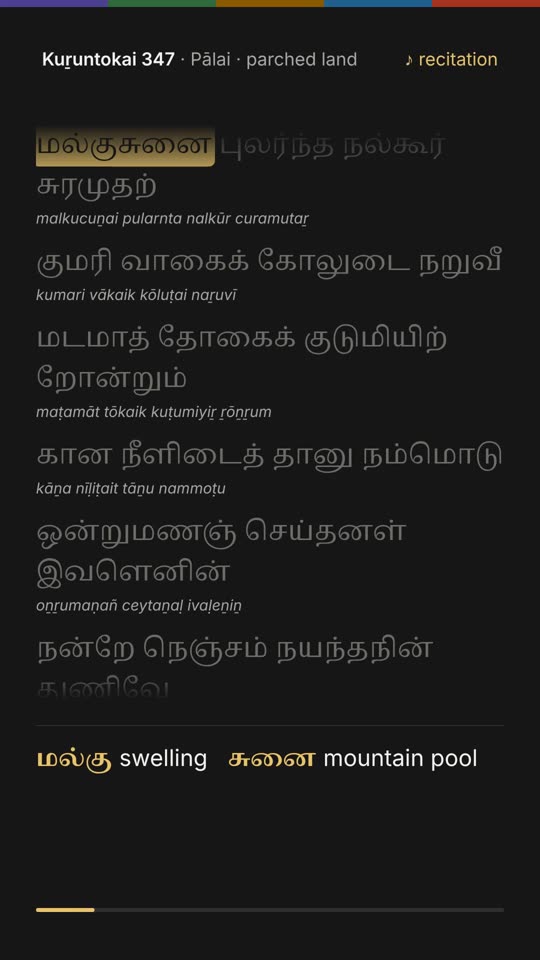 Kuṟuntokai 347 · Pālai · parched land
♪ recitation
மல்குசுனை புலர்ந்த நல்கூர்
சுரமுதற்
malkucuṉai pularnta nalkūr curamutaṟ
குமரி வாகைக் கோலுடை நறுவீ
kumari vākaik kōluṭai naṟuvī
மடமாத் தோகைக் குடுமியிற்
றோன்றும்
maṭamāt tōkaik kuṭumiyiṟ ṟōṉṟum
கான நீளிடைத் தானு நம்மொடு
kāṉa nīḷiṭait tāṉu nammoṭu
ஒன்றுமணஞ் செய்தனள்
இவளெனின்
oṉṟumaṇañ ceytaṉaḷ ivaḷeṉiṉ
நன்றே நெஞ்சம் நயந்தநின்
துணிவே
மல்கு swelling சுனை mountain pool